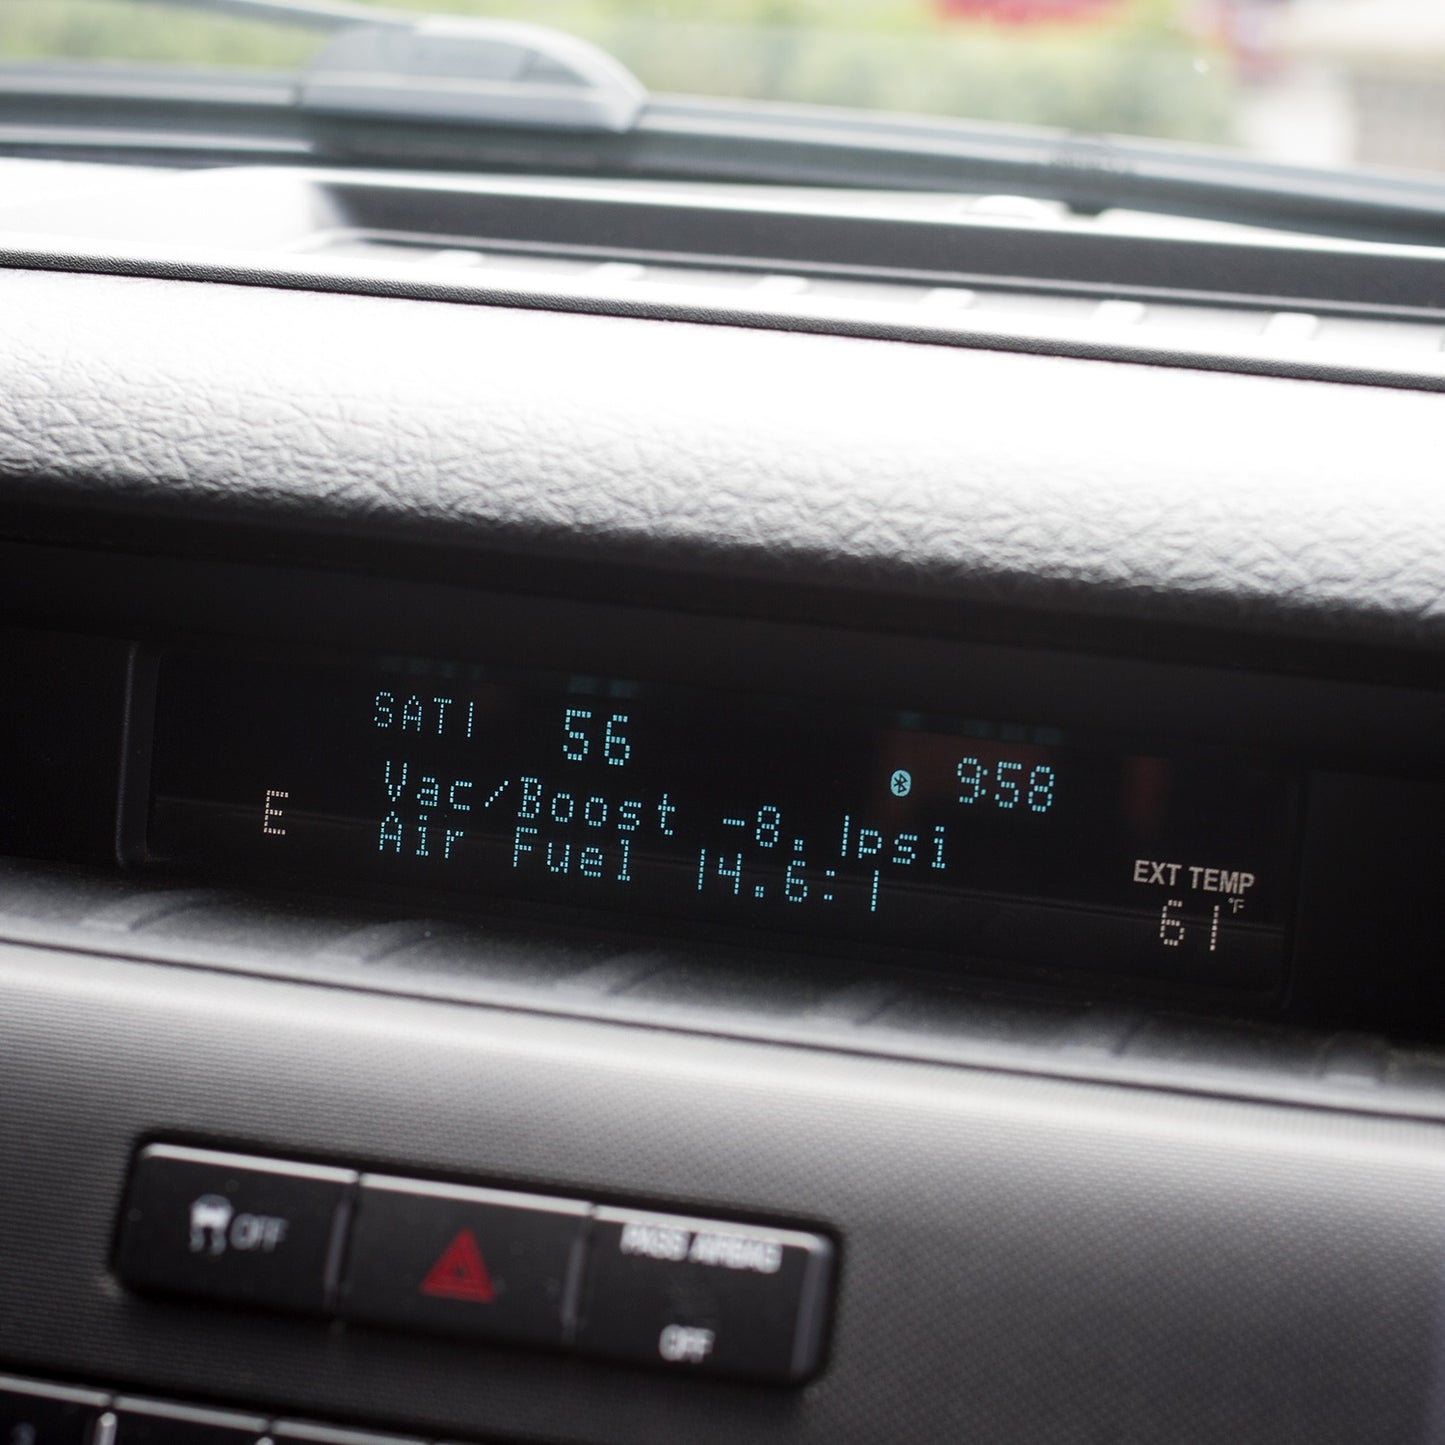 SAT1 56 9:58
E
Vac/Boost -8.1psi
Air Fuel 14.6:1
EXT TEMP
61°F
OFF
PASS AIRBAG
OFF